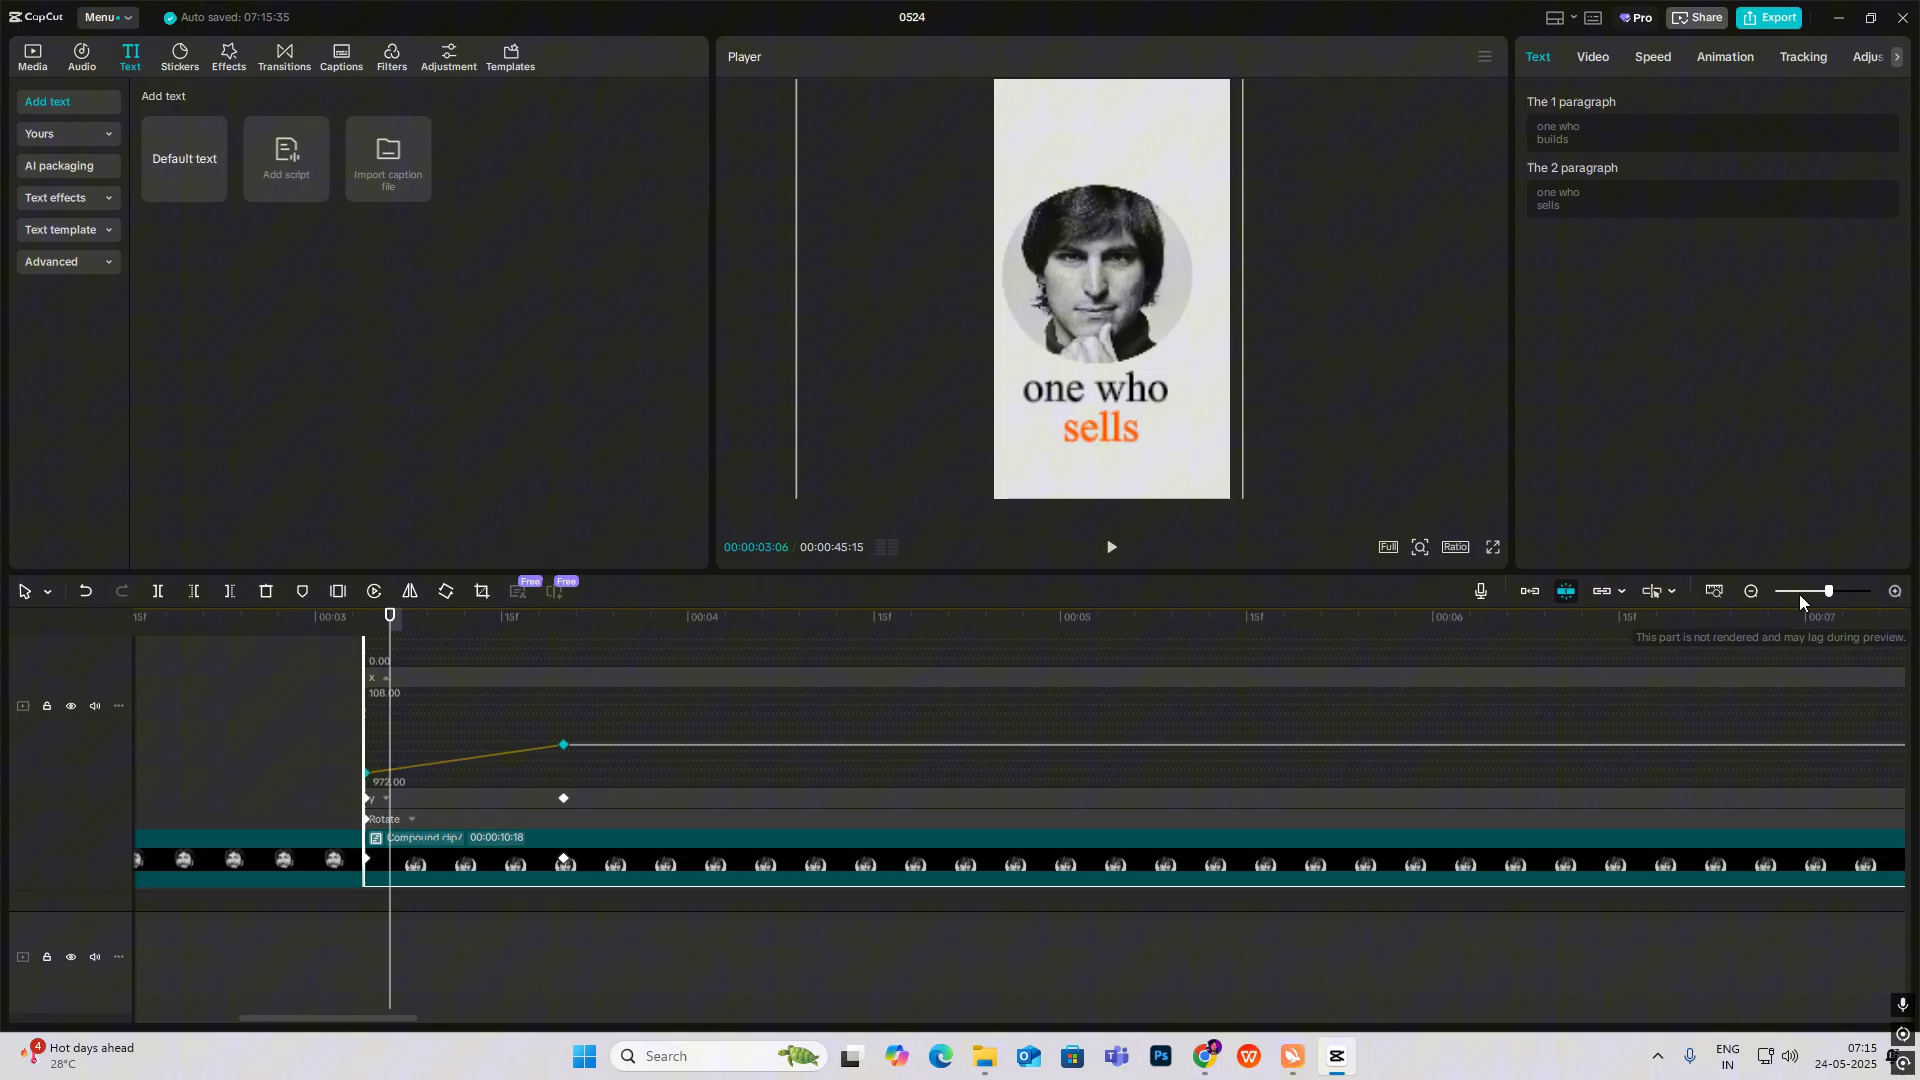 CapCut
Menu
Auto saved: 07:15:35
0524
Pro
Share
Export
Media
Audio
TI
Text
Stickers
Effects
Transitions
Captions
Filters
Adjustment
Templates
Player
Text
Video
Speed
Animation
Tracking
Adjus
Add text
Yours
AI packaging
Text effects
Text template
Advanced
Add text
Default text
Add script
Import caption
file
one who
sells
The 1 paragraph
one who
builds
The 2 paragraph
one who
sells
00:00:03:06 / 00:00:45:15
Full
Ratio
Free
Free
15f
00:03
15f
00:04
15f
00:05
15f
00:06
15f
00:07
This part is not rendered and may lag during preview.
0.00
x
108.00
972.00
y
Rotate
Compound clip7 00:00:10:18
4
Hot days ahead
28°C
Search
Ps
W
ENG
IN
07:15
24-05-2025